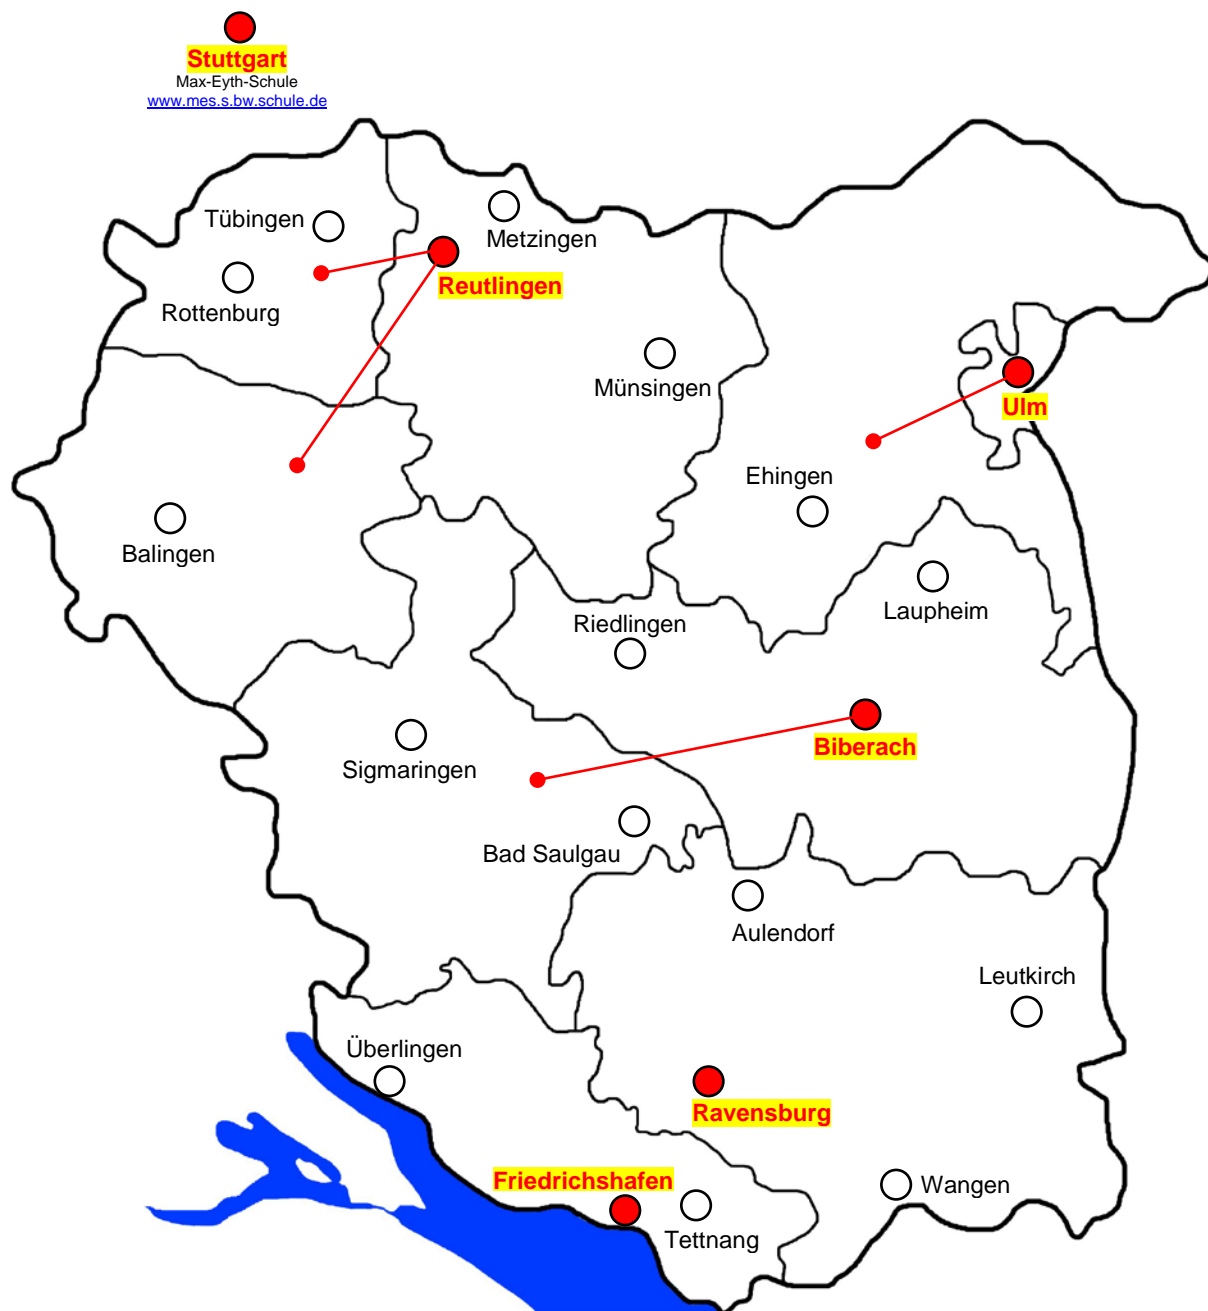 Stuttgart
Max-Eyth-Schule
www.mes.s.bw.schule.de
Tübingen
Metzingen
Reutlingen
Rottenburg
Münsingen
Ulm
Ehingen
Balingen
Laupheim
Riedlingen
Biberach
Sigmaringen
Bad Saulgau
Aulendorf
Leutkirch
Überlingen
Ravensburg
Friedrichshafen
Wangen
Tettnang